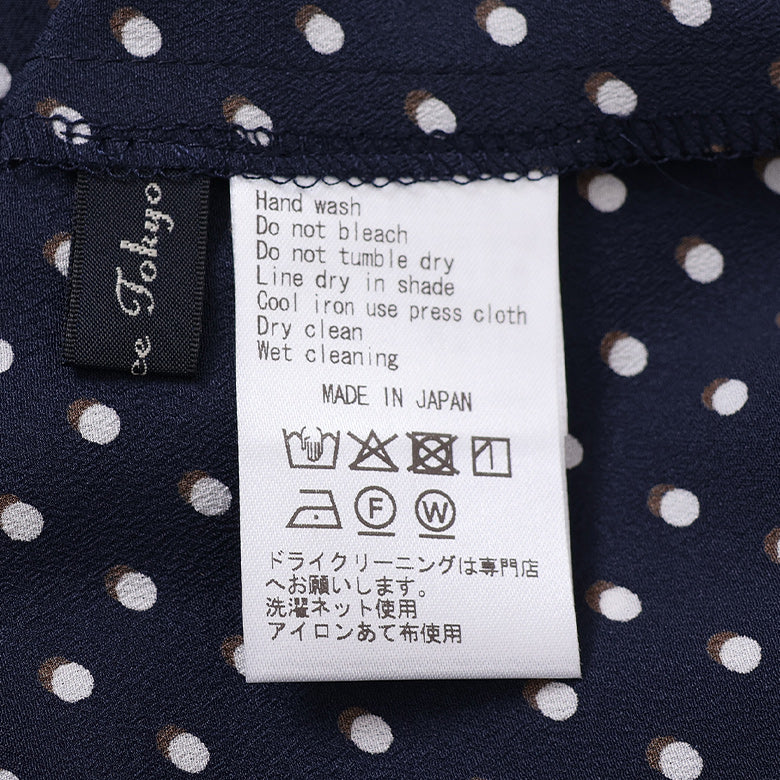 ce Tokyo
Hand wash
Do not bleach
Do not tumble dry
Line dry in shade
Cool iron use press cloth
Dry clean
Wet cleaning
MADE IN JAPAN
F W
ドライクリーニングは専門店
へお願いします。
洗濯ネット使用
アイロンあて布使用